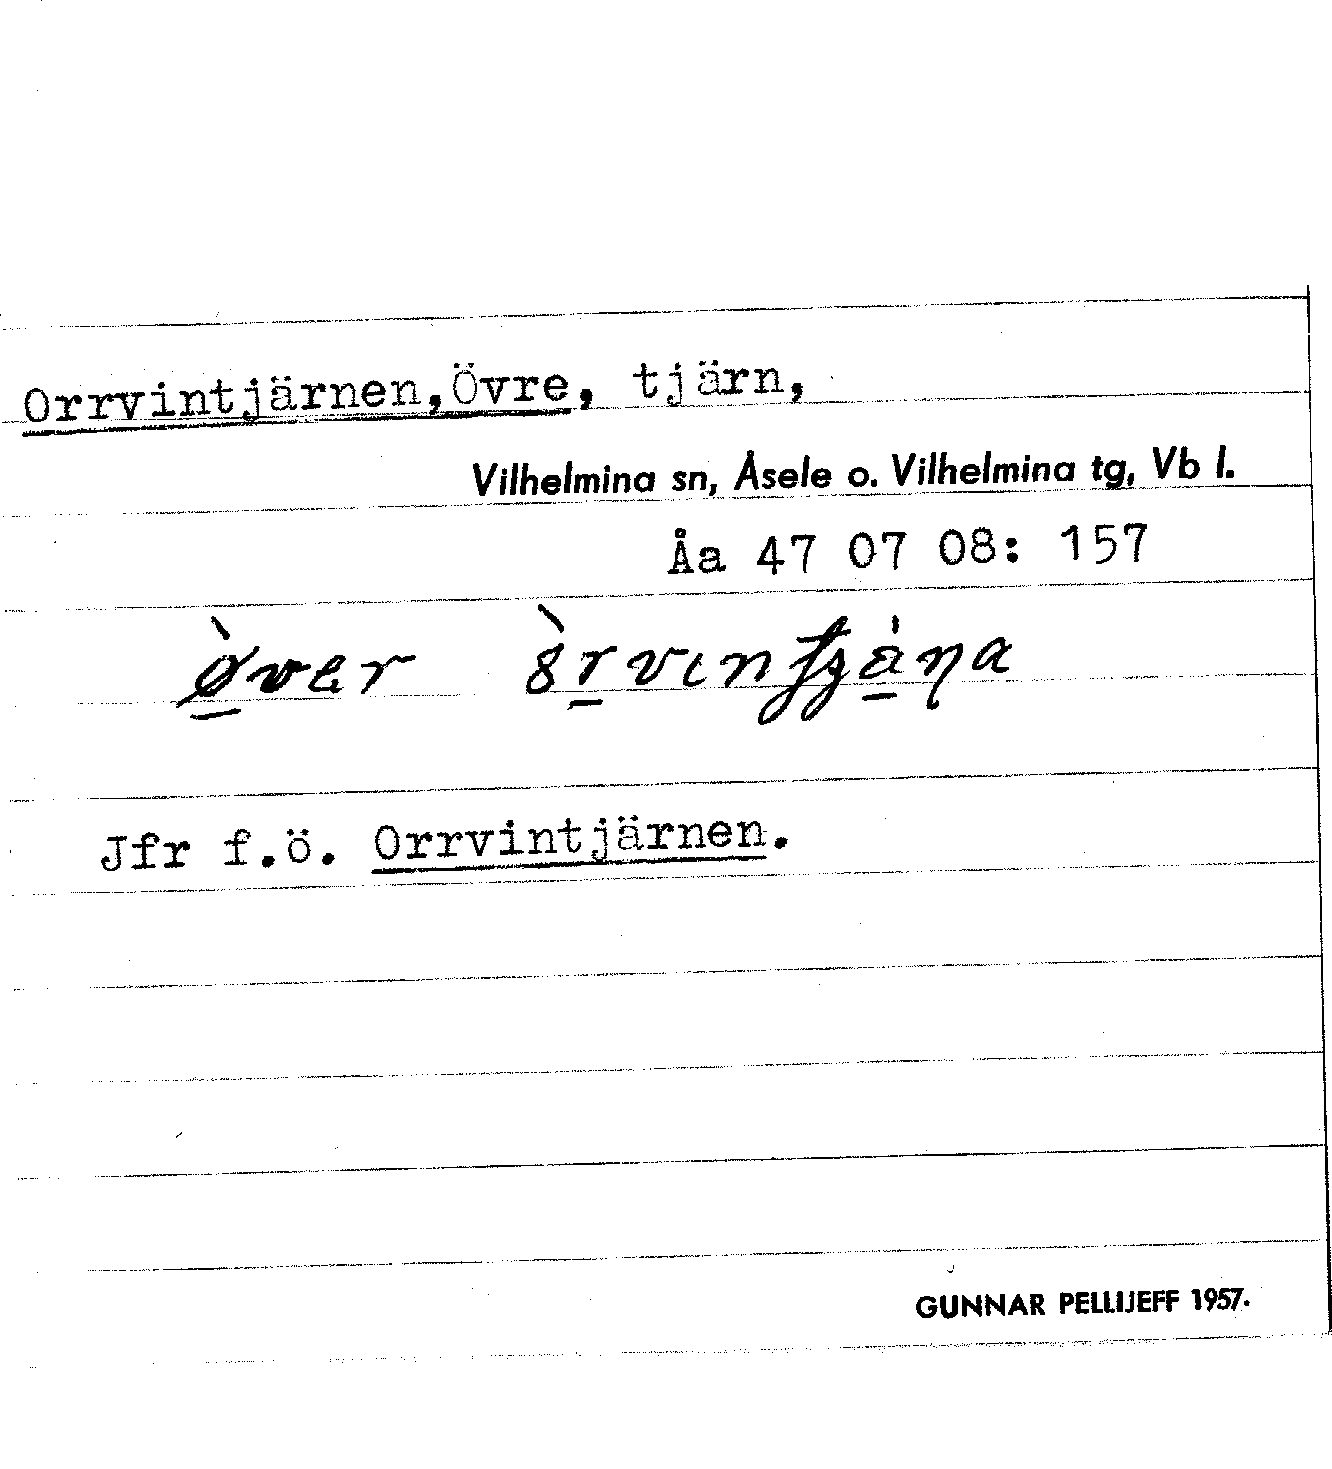 Orrvintjärnen, Övre, tjärn,
Vilhelmina sn, Åsele o. Vilhelmina tg, Vb l.
Åa 47 07 08: 157
Jfr f.ö. Orrvintjärnen.
GUNNAR PELLIJEFF 1957.